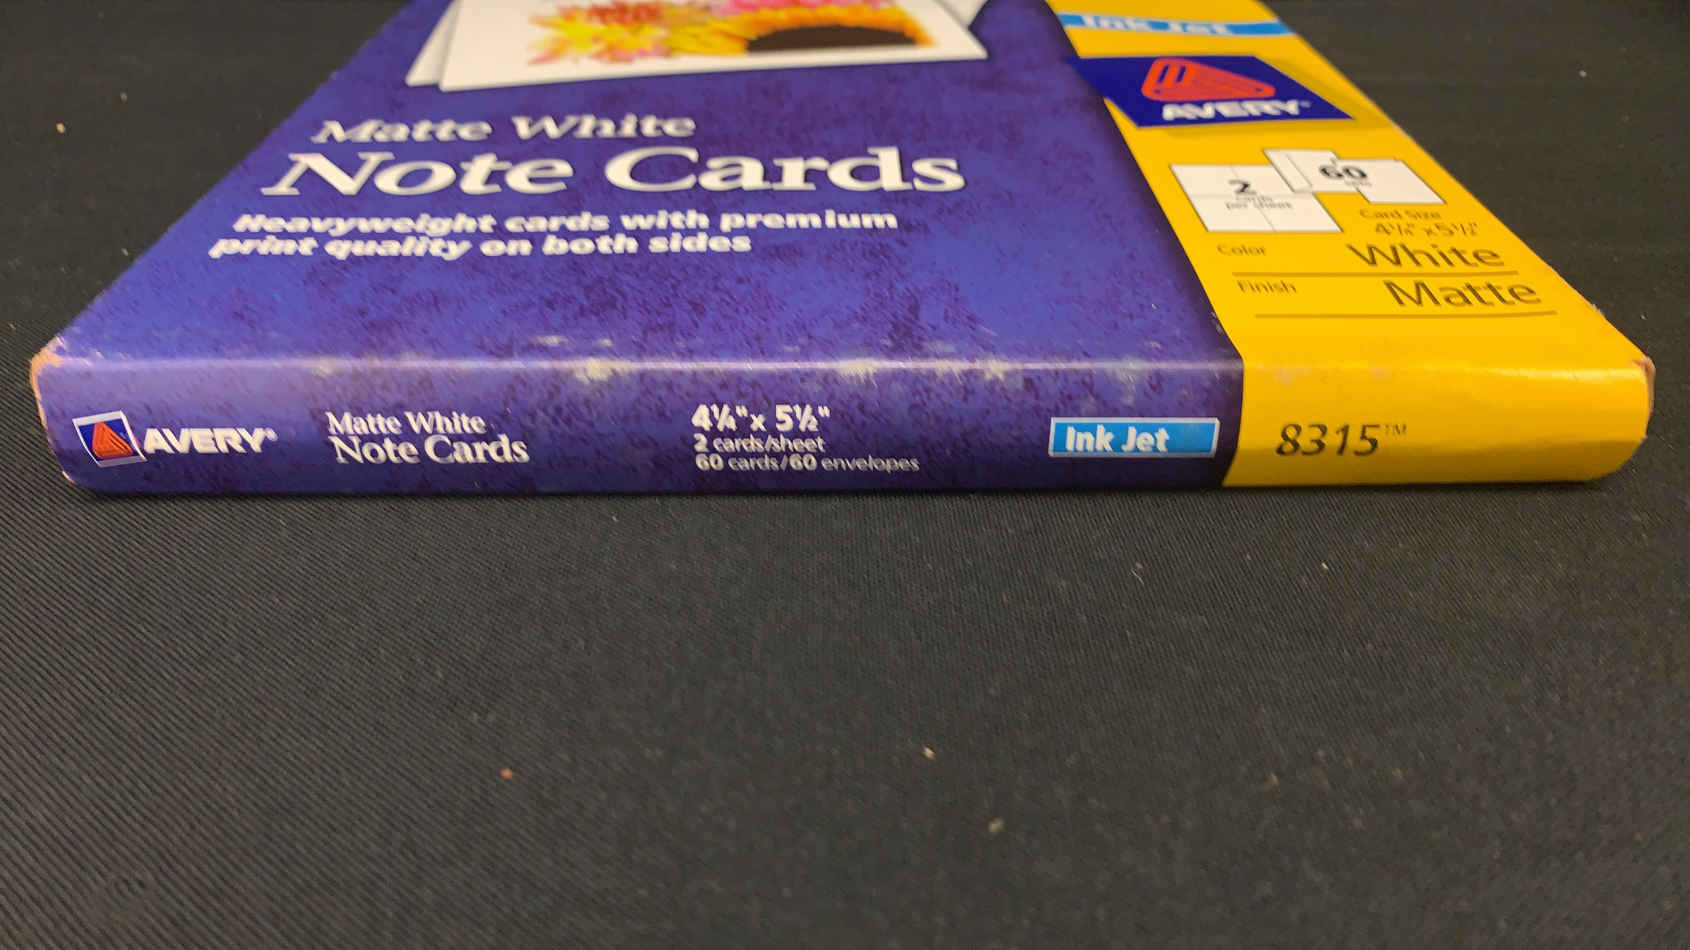 Ink Jet
AVERY
Matte White
Note Cards
Heavyweight cards with premium
print quality on both sides
2
cards
per sheet
60
Card Size
4¼" x 5½"
Color White
Finish Matte
AVERY®
Matte White
Note Cards
4¼" x 5½"
2 cards/sheet
60 cards/60 envelopes
Ink Jet
8315™